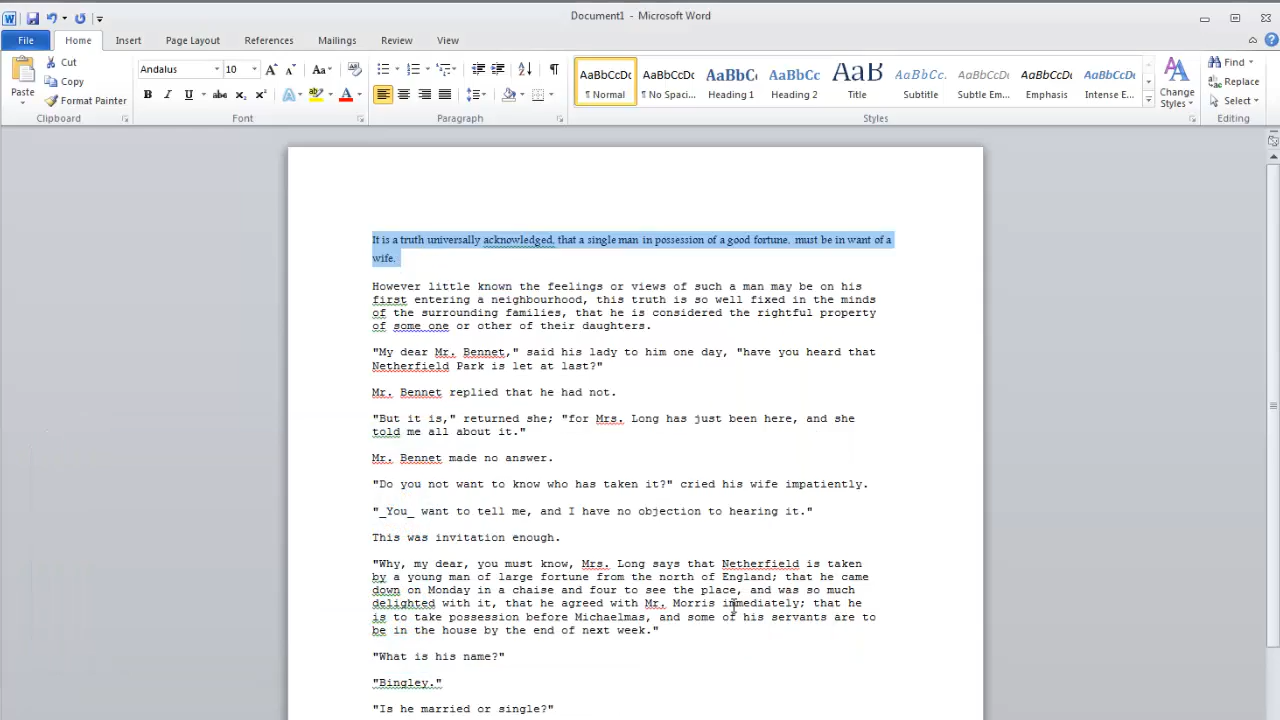 Document1 - Microsoft Word
File Home Insert Page Layout References Mailings Review View
Paste
Cut
Copy
Format Painter
Clipboard
Andalus 10
Font
Paragraph
AaBbCcDc AaBbCcDc AaBbC AaBbCc AaB AaBbCc. AaBbCcDc AaBbCcDc AaBbCcDc
¶ Normal ¶ No Spaci... Heading 1 Heading 2 Title Subtitle Subtle Em... Emphasis Intense E...
Styles
Change
Styles
Find
Replace
Select
Editing
It is a truth universally acknowledged, that a single man in possession of a good fortune. must be in want of a
wife.
However little known the feelings or views of such a man may be on his
first entering a neighbourhood, this truth is so well fixed in the minds
of the surrounding families, that he is considered the rightful property
of some one or other of their daughters.
"My dear Mr. Bennet," said his lady to him one day, "have you heard that
Netherfield Park is let at last?"
Mr. Bennet replied that he had not.
"But it is," returned she; "for Mrs. Long has just been here, and she
told me all about it."
Mr. Bennet made no answer.
"Do you not want to know who has taken it?" cried his wife impatiently.
"_You_ want to tell me, and I have no objection to hearing it."
This was invitation enough.
"Why, my dear, you must know, Mrs. Long says that Netherfield is taken
by a young man of large fortune from the north of England; that he came
down on Monday in a chaise and four to see the place, and was so much
delighted with it, that he agreed with Mr. Morris immediately; that he
is to take possession before Michaelmas, and some of his servants are to
be in the house by the end of next week."
"What is his name?"
"Bingley."
"Is he married or single?"